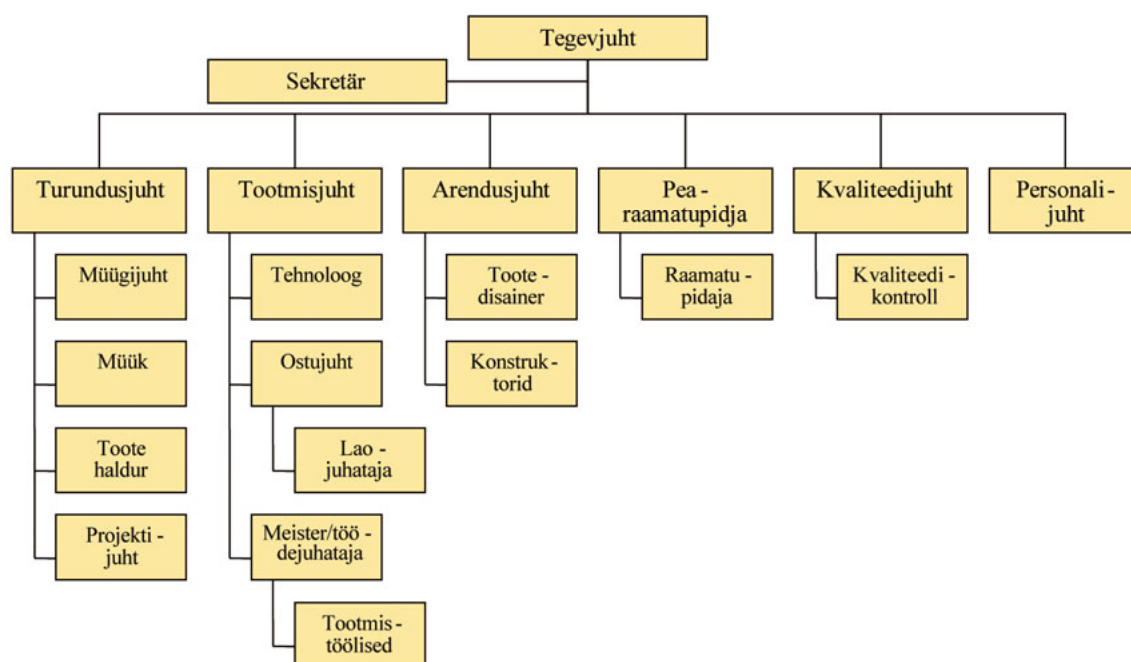 Tegevjuht
Sekretär
Turundusjuht
Tootmisjuht
Arendusjuht
Pea -
raamatupidja
Kvaliteedijuht
Personali -
juht
Müügijuht
Müük
Toote
haldur
Projekti -
juht
Tehnoloog
Ostujuht
Lao -
juhataja
Meister/töö -
dejuhataja
Tootmis -
töölised
Toote -
disainer
Konstruk -
torid
Raamatu -
pidaja
Kvaliteedi -
kontroll